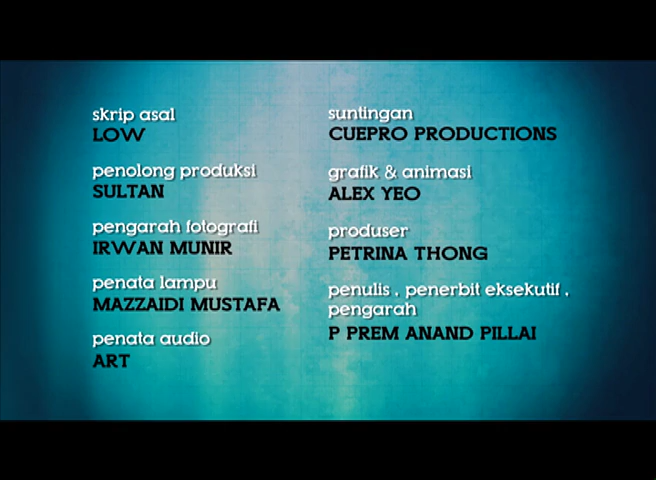 skrip asal
LOW
penolong produksi
SULTAN
pengarah fotografi
IRWAN MUNIR
penata lampu
MAZZAIDI MUSTAFA
penata audio
ART
suntingan
CUEPRO PRODUCTIONS
grafik & animasi
ALEX YEO
produser
PETRINA THONG
penulis , penerbit eksekutif ,
pengarah
P PREM ANAND PILLAI